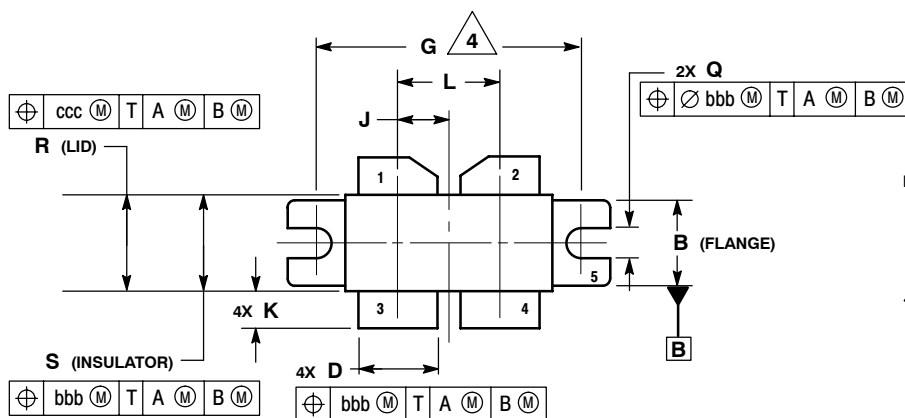 G 4
2X Q
⌖ ⌀ bbb Ⓜ T A Ⓜ B Ⓜ
L
⌖ ccc Ⓜ T A Ⓜ B Ⓜ
J
R (LID)
1
2
B (FLANGE)
5
4X K
3
4
S (INSULATOR)
B
4X D
⌖ bbb Ⓜ T A Ⓜ B Ⓜ
⌖ bbb Ⓜ T A Ⓜ B Ⓜ